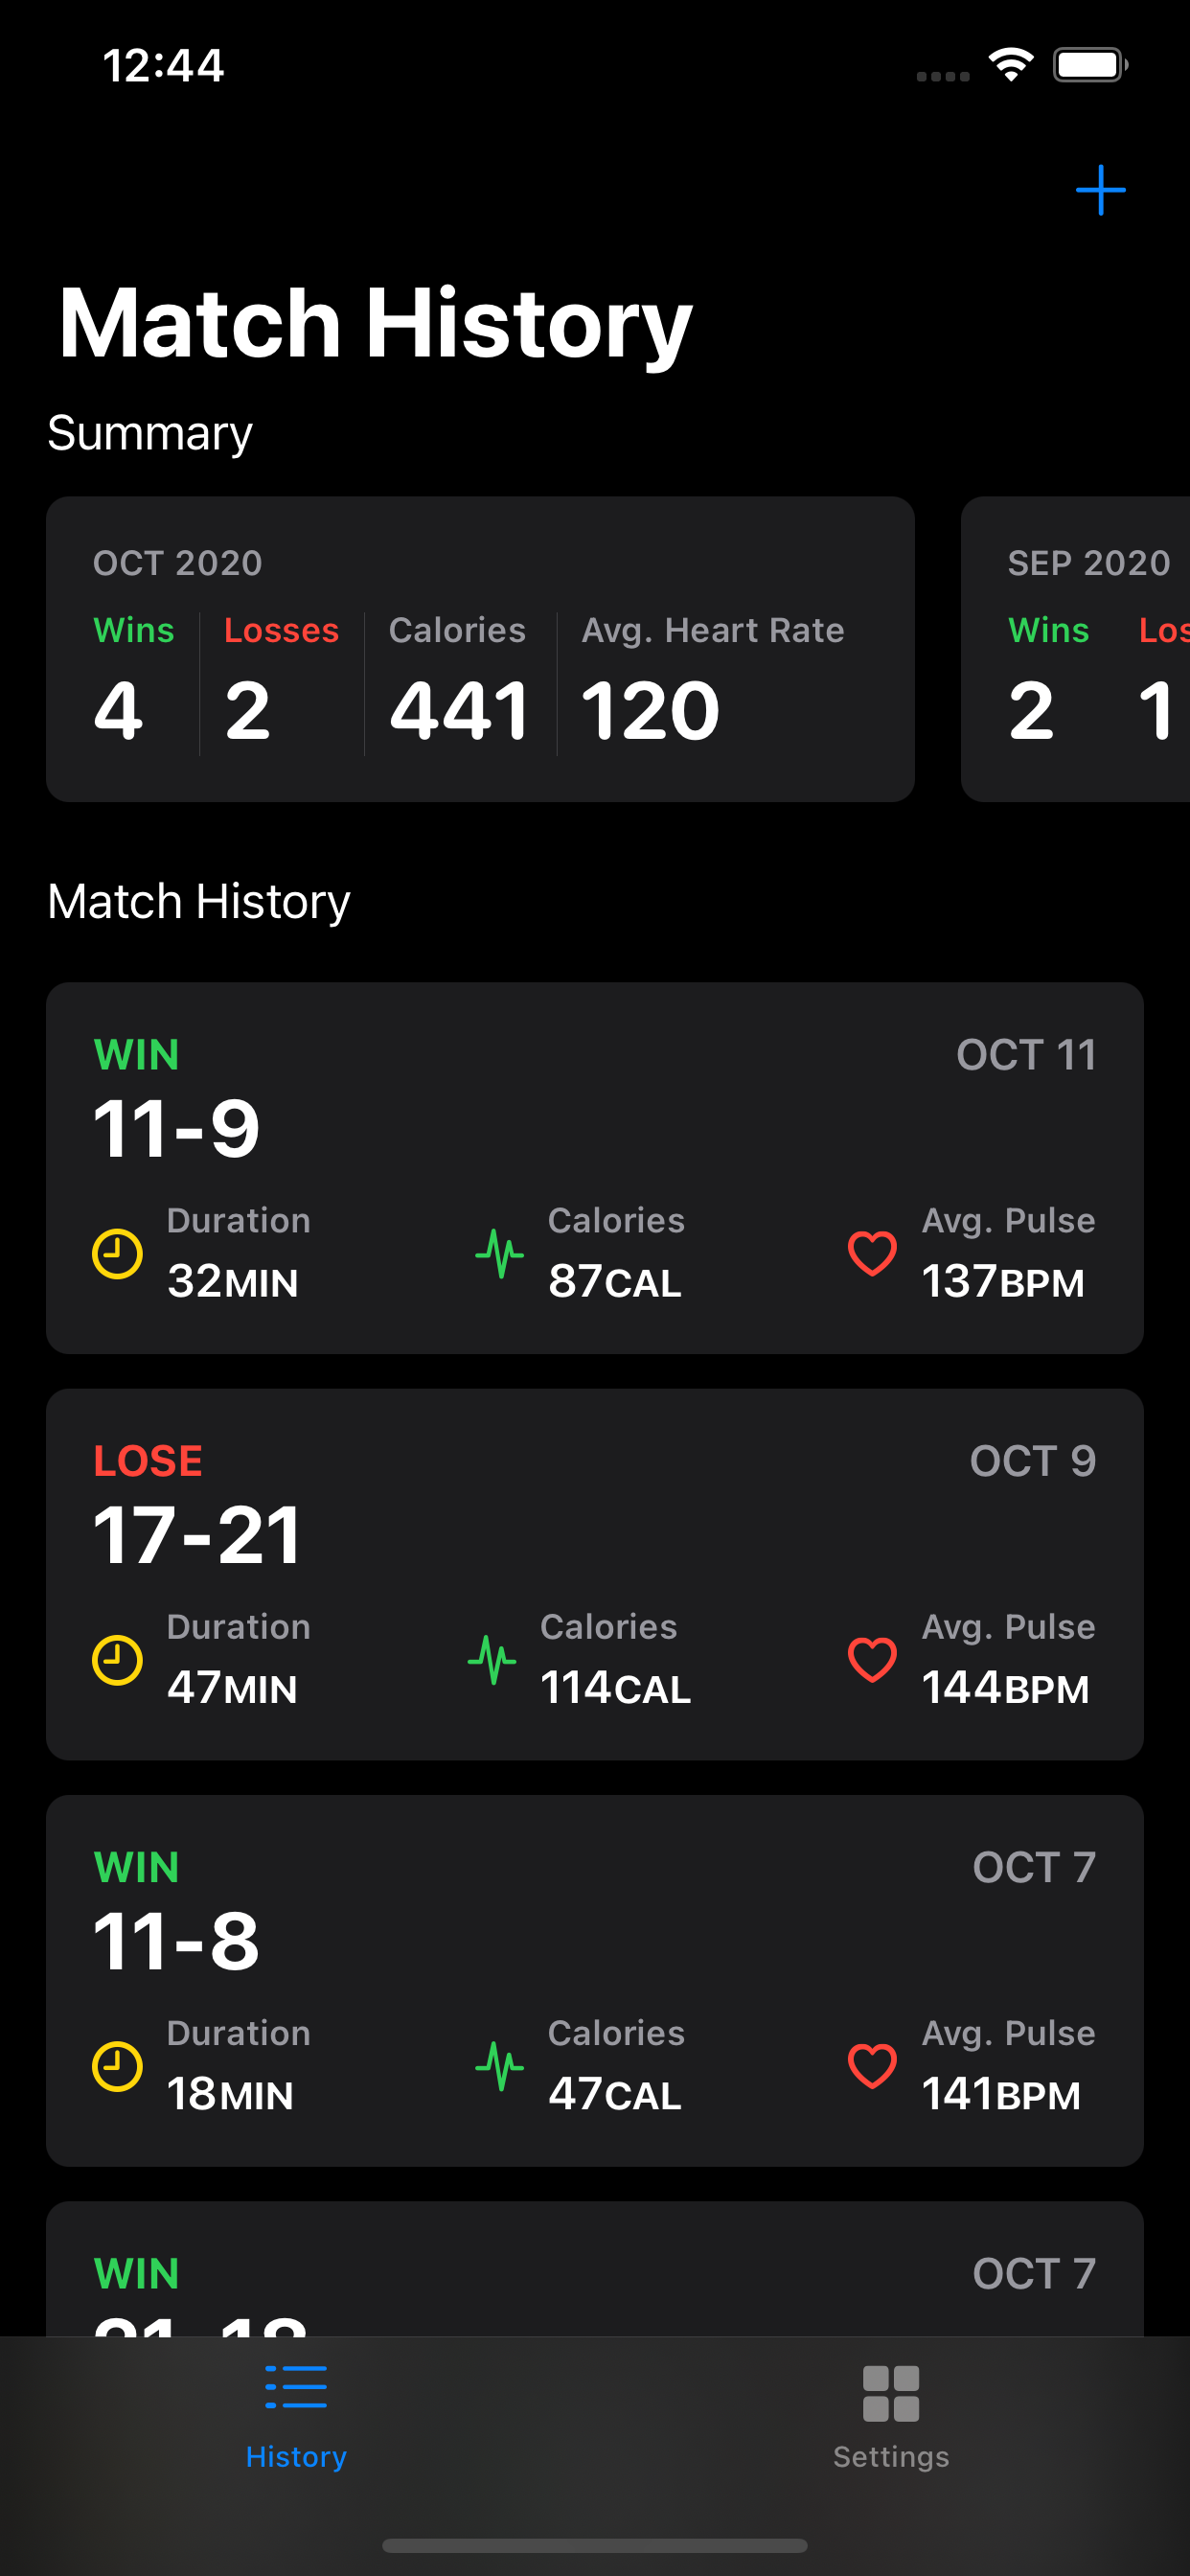 12:44
Match History
Summary
OCT 2020
Wins Losses Calories Avg. Heart Rate
4 2 441 120
SEP 2020
Wins Los
2 1
Match History
WIN OCT 11
11-9
Duration Calories Avg. Pulse
32MIN 87CAL 137BPM
LOSE OCT 9
17-21
Duration Calories Avg. Pulse
47MIN 114CAL 144BPM
WIN OCT 7
11-8
Duration Calories Avg. Pulse
18MIN 47CAL 141BPM
WIN OCT 7
History Settings